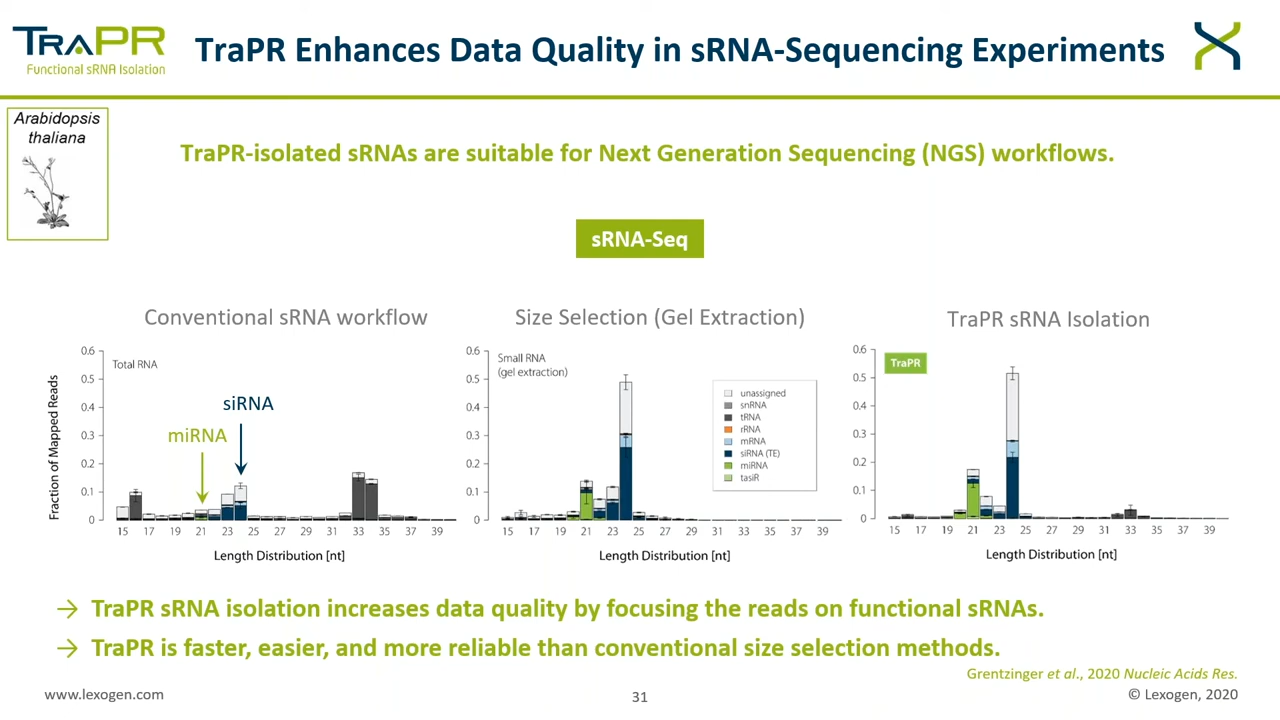 TRAPR
Functional sRNA Isolation
TraPR Enhances Data Quality in sRNA-Sequencing Experiments
Arabidopsis
thaliana
TraPR-isolated sRNAs are suitable for Next Generation Sequencing (NGS) workflows.
sRNA-Seq
Conventional sRNA workflow
Fraction of Mapped Reads
0.6
0.5
0.4
0.3
0.2
0.1
0
Total RNA
miRNA
siRNA
15 17 19 21 23 25 27 29 31 33 35 37 39
Length Distribution [nt]
Size Selection (Gel Extraction)
0.6
0.5
0.4
0.3
0.2
0.1
0
Small RNA
(gel extraction)
unassigned
snRNA
tRNA
rRNA
mRNA
siRNA (TE)
miRNA
tasiR
15 17 19 21 23 25 27 29 31 33 35 37 39
Length Distribution [nt]
TraPR sRNA Isolation
0.6
0.5
0.4
0.3
0.2
0.1
0
TraPR
15 17 19 21 23 25 27 29 31 33 35 37 39
Length Distribution [nt]
→ TraPR sRNA isolation increases data quality by focusing the reads on functional sRNAs.
→ TraPR is faster, easier, and more reliable than conventional size selection methods.
Grentzinger et al., 2020 Nucleic Acids Res.
www.lexogen.com
31
© Lexogen, 2020